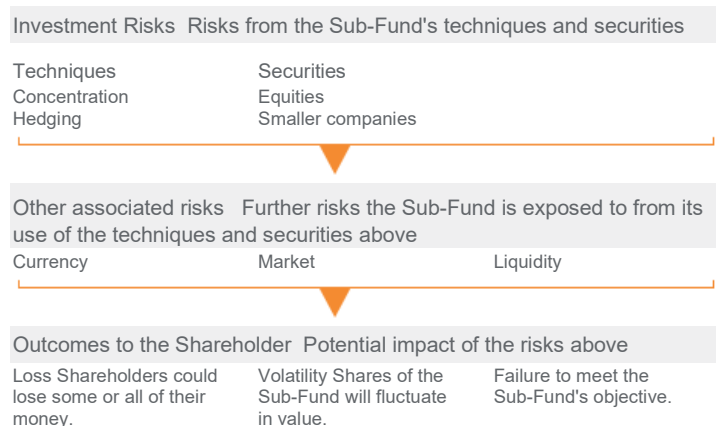 Investment Risks Risks from the Sub-Fund's techniques and securities
Techniques Securities
Concentration Equities
Hedging Smaller companies
Other associated risks Further risks the Sub-Fund is exposed to from its
use of the techniques and securities above
Currency Market Liquidity
Outcomes to the Shareholder Potential impact of the risks above
Loss Shareholders could Volatility Shares of the Failure to meet the
lose some or all of their Sub-Fund will fluctuate Sub-Fund's objective.
money. in value.